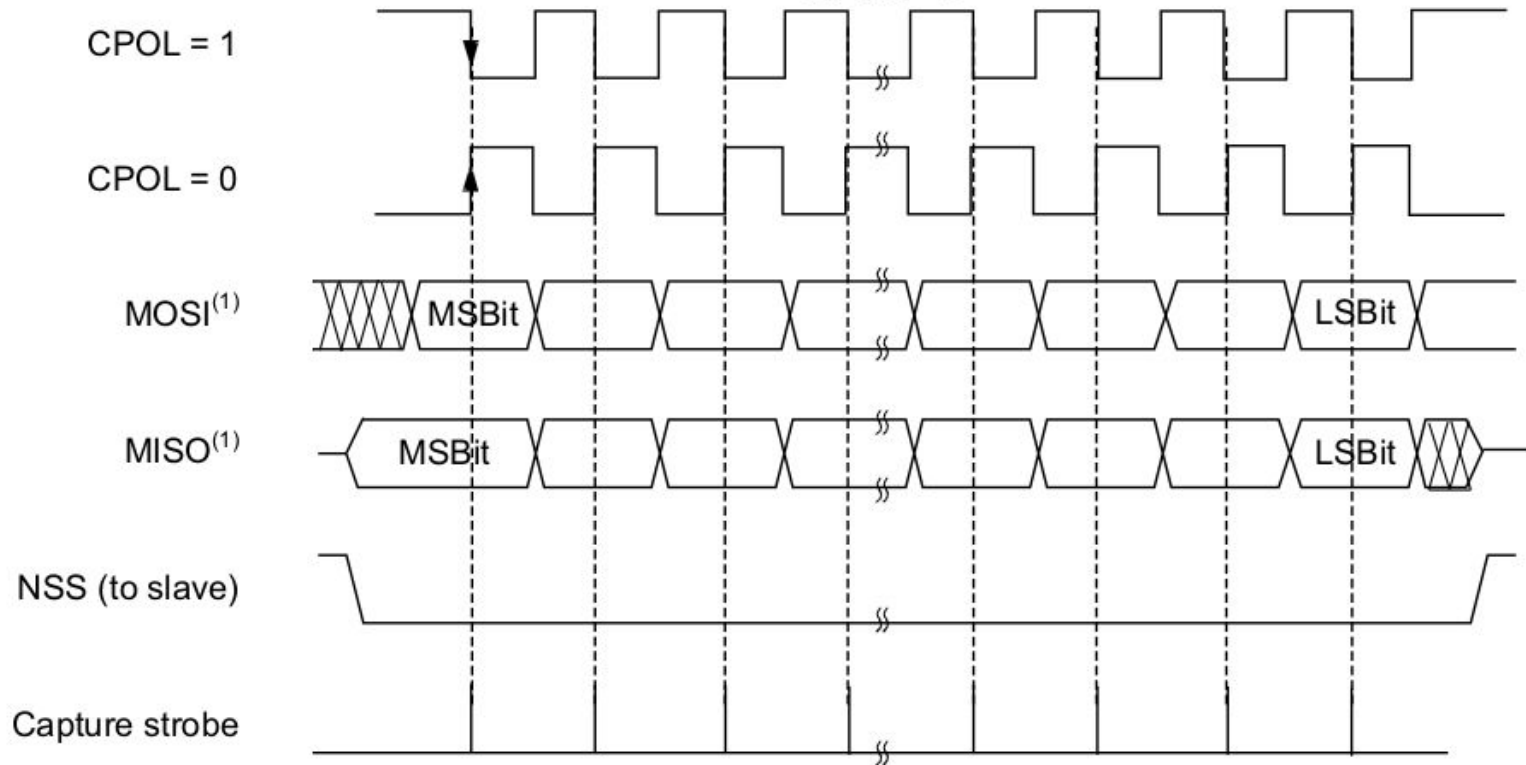 CPOL = 1
CPOL = 0
MOSI(1)
MSBit
LSBit
MISO(1)
MSBit
LSBit
NSS (to slave)
Capture strobe